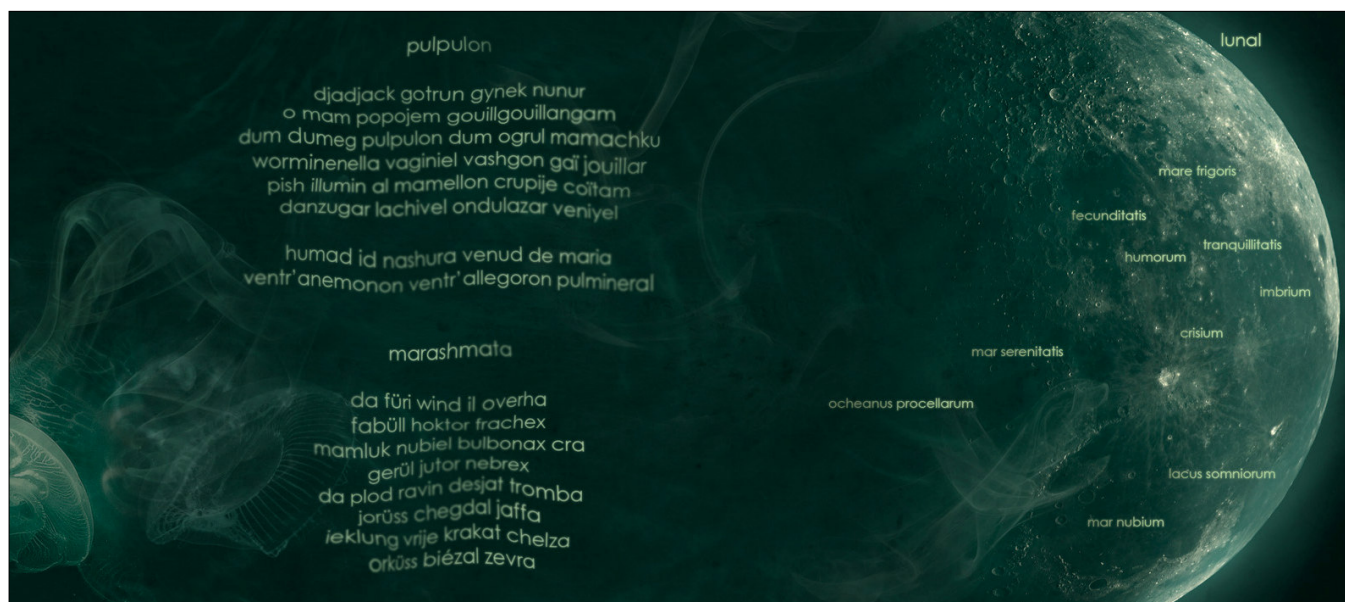 pulpulon
djadjack gotrun gynek nunur
o mam popojem gouillgouillangam
dum dumeg pulpulon dum ogrul mamachku
worminenella vaginiel vashgon gaï jouillar
pish illumin al mamellon crupije coïtam
danzugar lachivel ondulazar veniyel
humad id nashura venud de maria
ventr'anemonon ventr'allegoron pulmineral
marashmata
da füri wind il overha
fabüll hoktor frachex
mamluk nubiel bulbonax cra
gerül jutor nebrex
da plod ravin desjat tromba
jorüss chegdal jaffa
ieklung vrije krakat chelza
orküss biézal zevra
lunal
mare frigoris
fecunditatis
tranquillitatis
humorum
imbrium
crisium
mar serenitatis
ocheanus procellarum
lacus somniorum
mar nubium